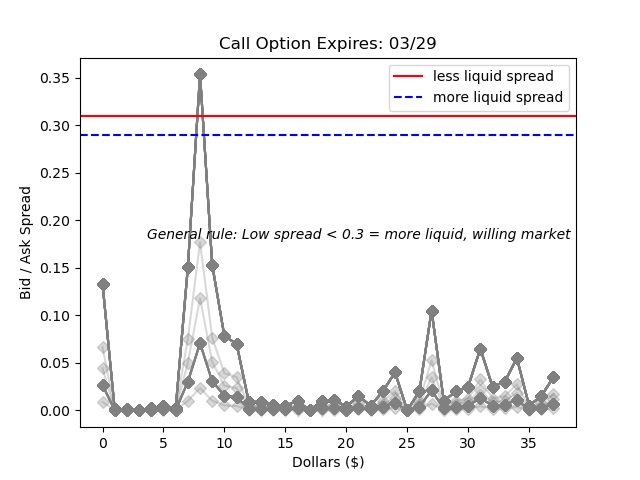 Call Option Expires: 03/29
less liquid spread
more liquid spread
General rule: Low spread < 0.3 = more liquid, willing market
Bid / Ask Spread
0.35
0.30
0.25
0.20
0.15
0.10
0.05
0.00
0 5 10 15 20 25 30 35
Dollars ($)